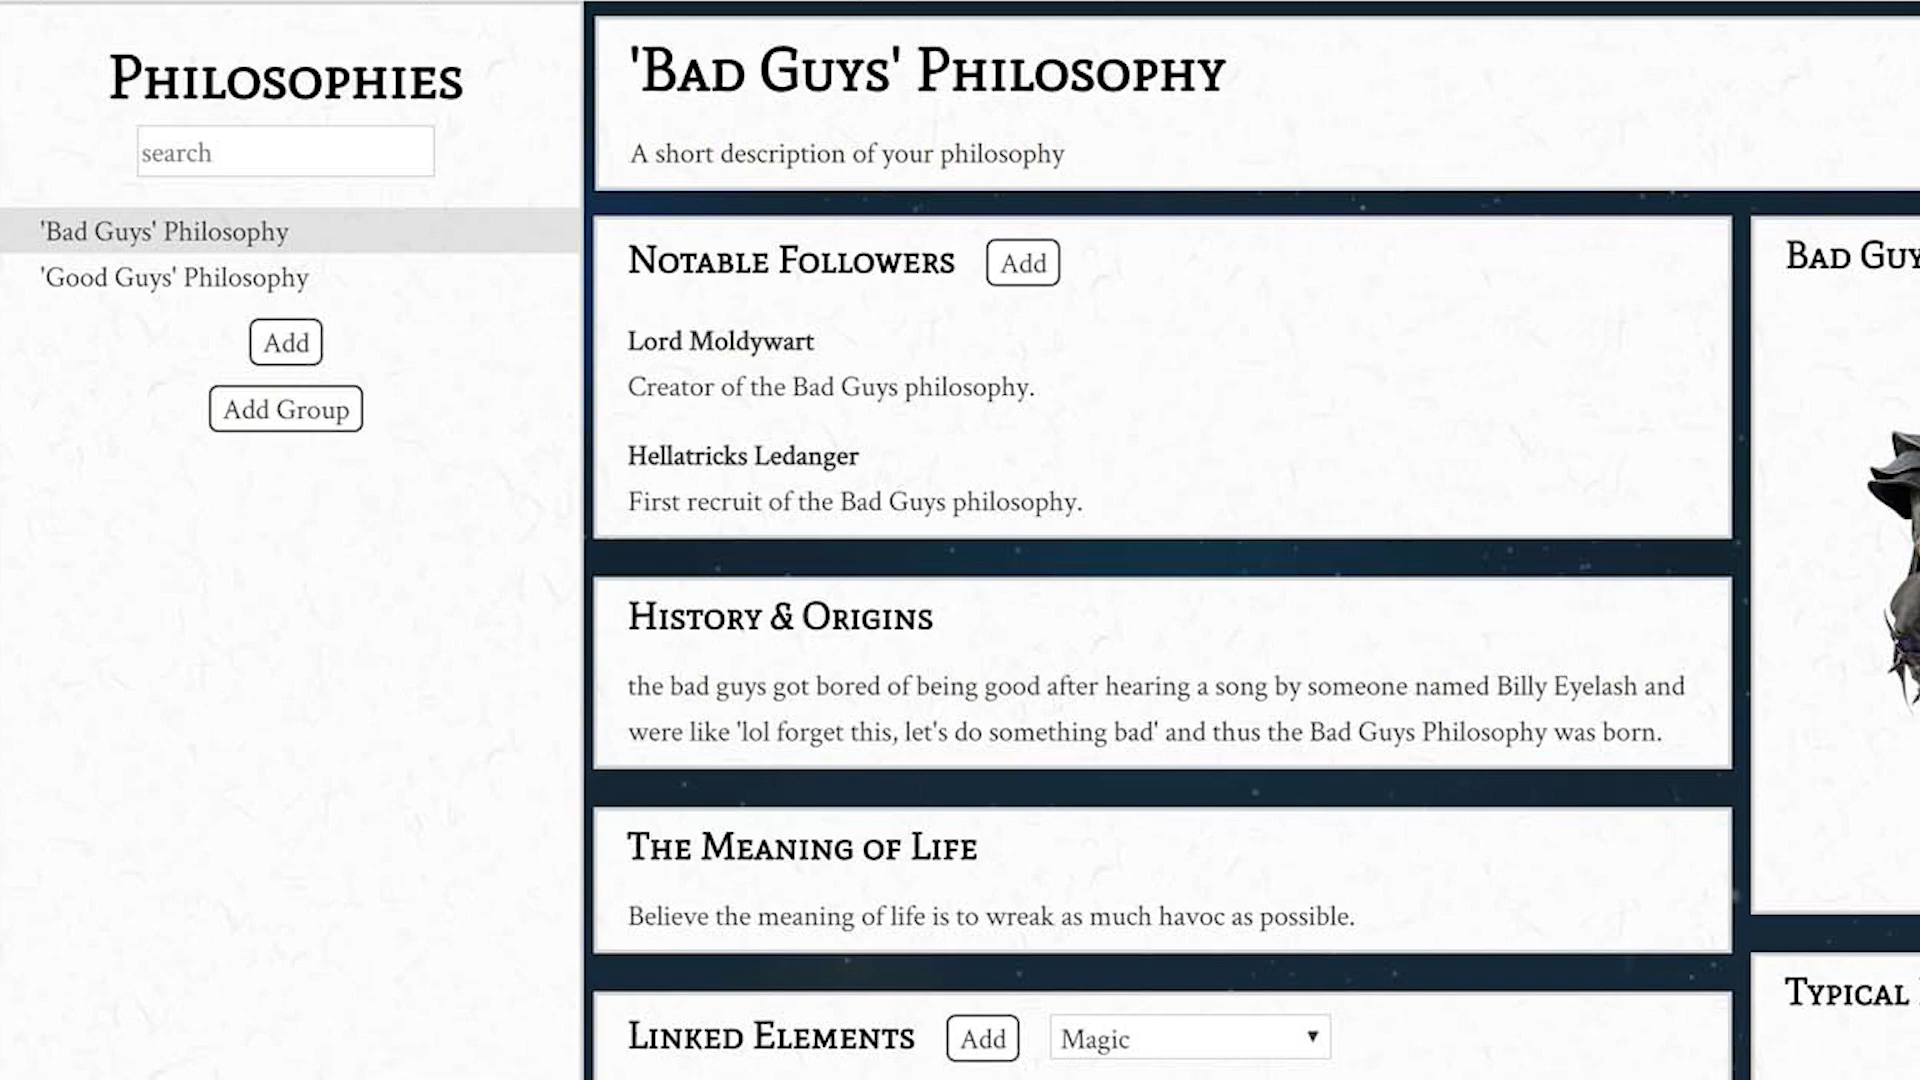 Philosophies
search
'Bad Guys' Philosophy
'Good Guys' Philosophy
Add
Add Group
'Bad Guys' Philosophy
A short description of your philosophy
Notable Followers
Add
Lord Moldywart
Creator of the Bad Guys philosophy.
Hellatricks Ledanger
First recruit of the Bad Guys philosophy.
History & Origins
the bad guys got bored of being good after hearing a song by someone named Billy Eyelash and
were like 'lol forget this, let's do something bad' and thus the Bad Guys Philosophy was born.
The Meaning of Life
Believe the meaning of life is to wreak as much havoc as possible.
Linked Elements
Add
Magic
Bad Guy
Typical